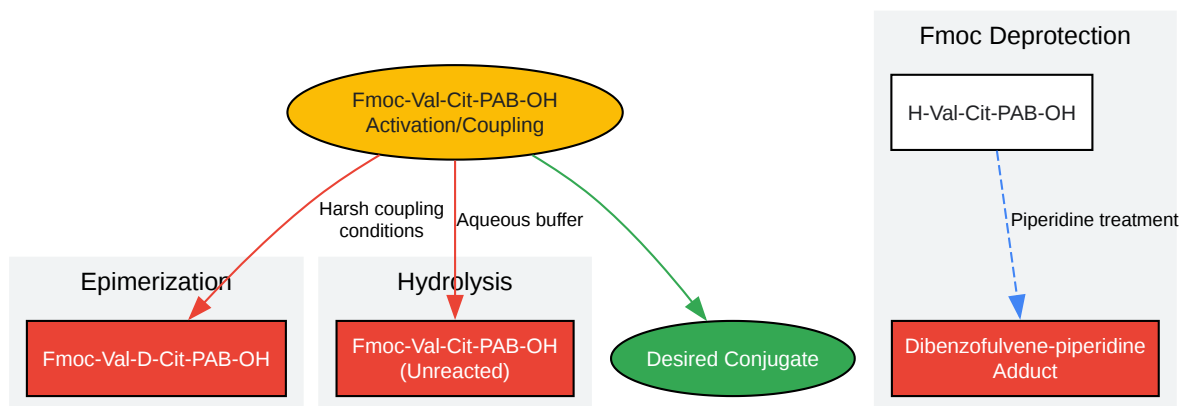 Fmoc Deprotection
Fmoc-Val-Cit-PAB-OH
Activation/Coupling
H-Val-Cit-PAB-OH
Harsh coupling
conditions
Aqueous buffer
Piperidine treatment
Epimerization
Hydrolysis
Fmoc-Val-D-Cit-PAB-OH
Fmoc-Val-Cit-PAB-OH
(Unreacted)
Desired Conjugate
Dibenzofulvene-piperidine
Adduct